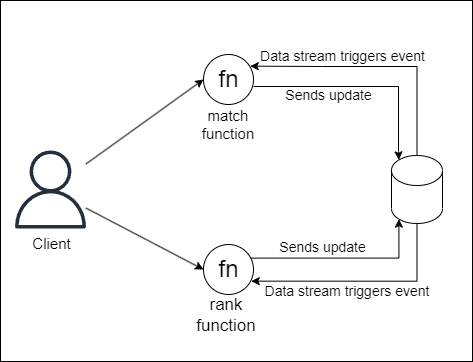 Data stream triggers event
fn
Sends update
match
function
Client
Sends update
fn
Data stream triggers event
rank
function